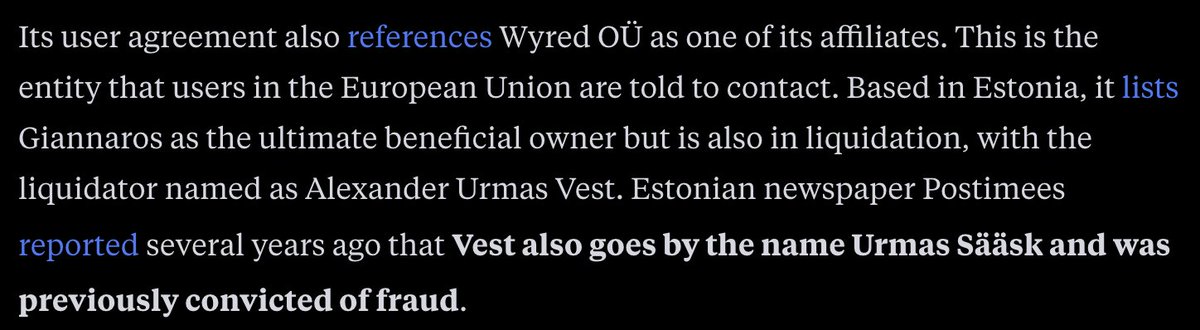 Its user agreement also references Wyred OÜ as one of its affiliates. This is the
entity that users in the European Union are told to contact. Based in Estonia, it lists
Giannaros as the ultimate beneficial owner but is also in liquidation, with the
liquidator named as Alexander Urmas Vest. Estonian newspaper Postimees
reported several years ago that Vest also goes by the name Urmas Sääsk and was
previously convicted of fraud.